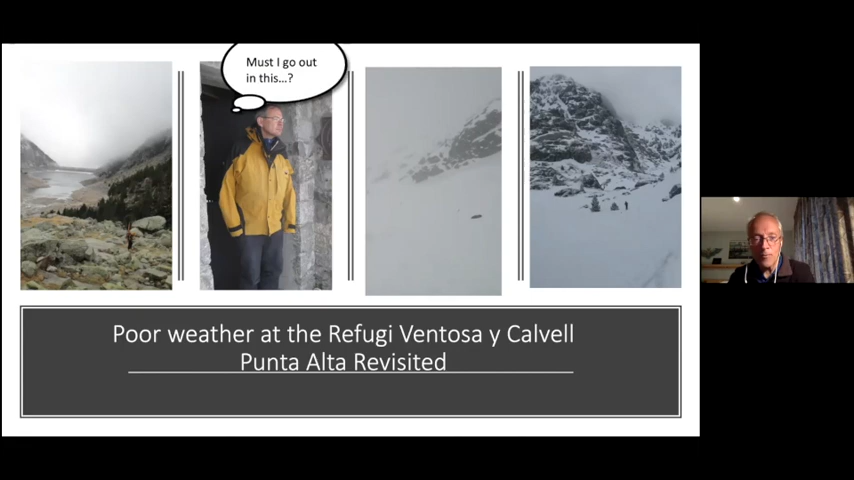 Must I go out
in this...?
Poor weather at the Refugi Ventosa y Calvell
Punta Alta Revisited